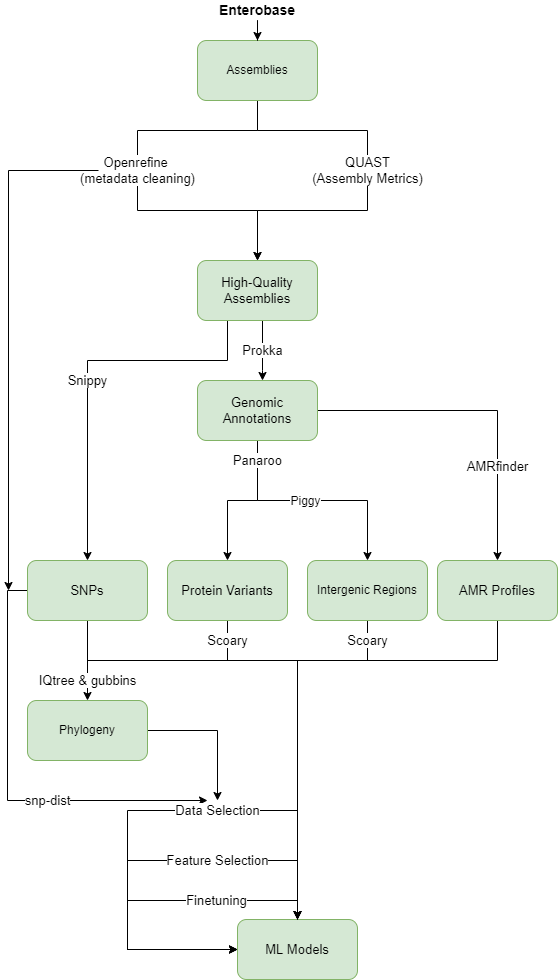 Enterobase
Assemblies
Openrefine
(metadata cleaning)
QUAST
(Assembly Metrics)
High-Quality
Assemblies
Prokka
Snippy
Genomic
Annotations
Panaroo
AMRfinder
Piggy
SNPs
Protein Variants
Intergenic Regions
AMR Profiles
Scoary
Scoary
IQtree & gubbins
Phylogeny
snp-dist
Data Selection
Feature Selection
Finetuning
ML Models